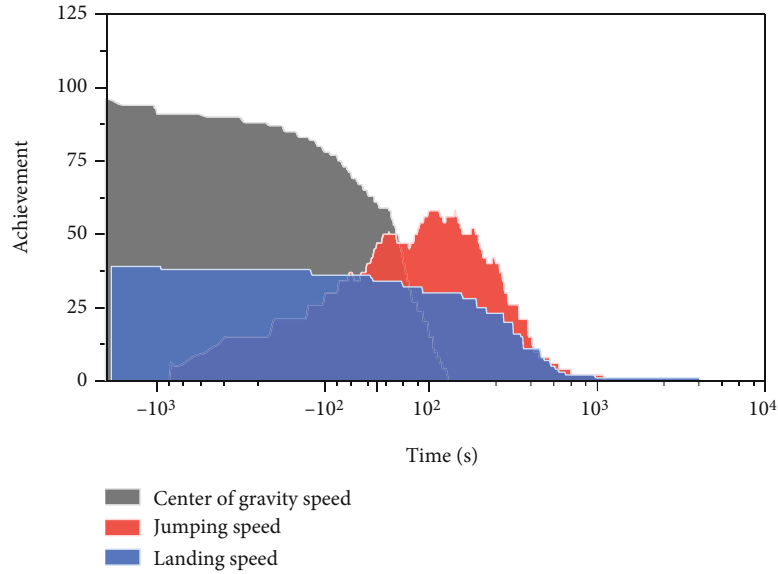 125
100
75
50
25
0
Achievement
–10³
–10²
10²
10³
10⁴
Time (s)
Center of gravity speed
Jumping speed
Landing speed